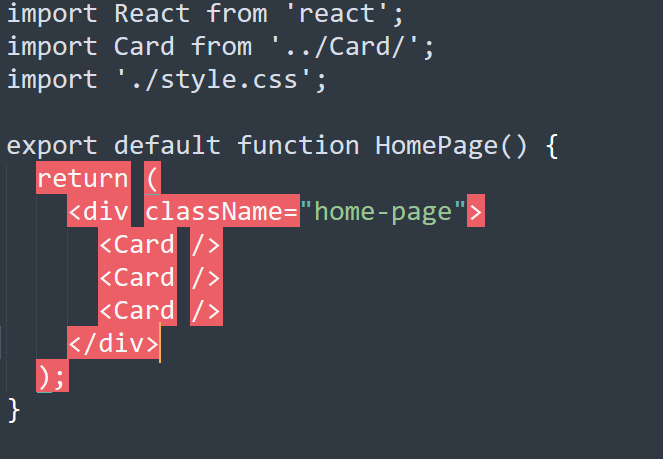 import React from 'react';
import Card from '../Card/';
import './style.css';
export default function HomePage() {
return (
<div className="home-page">
<Card />
<Card />
<Card />
</div>
);
}